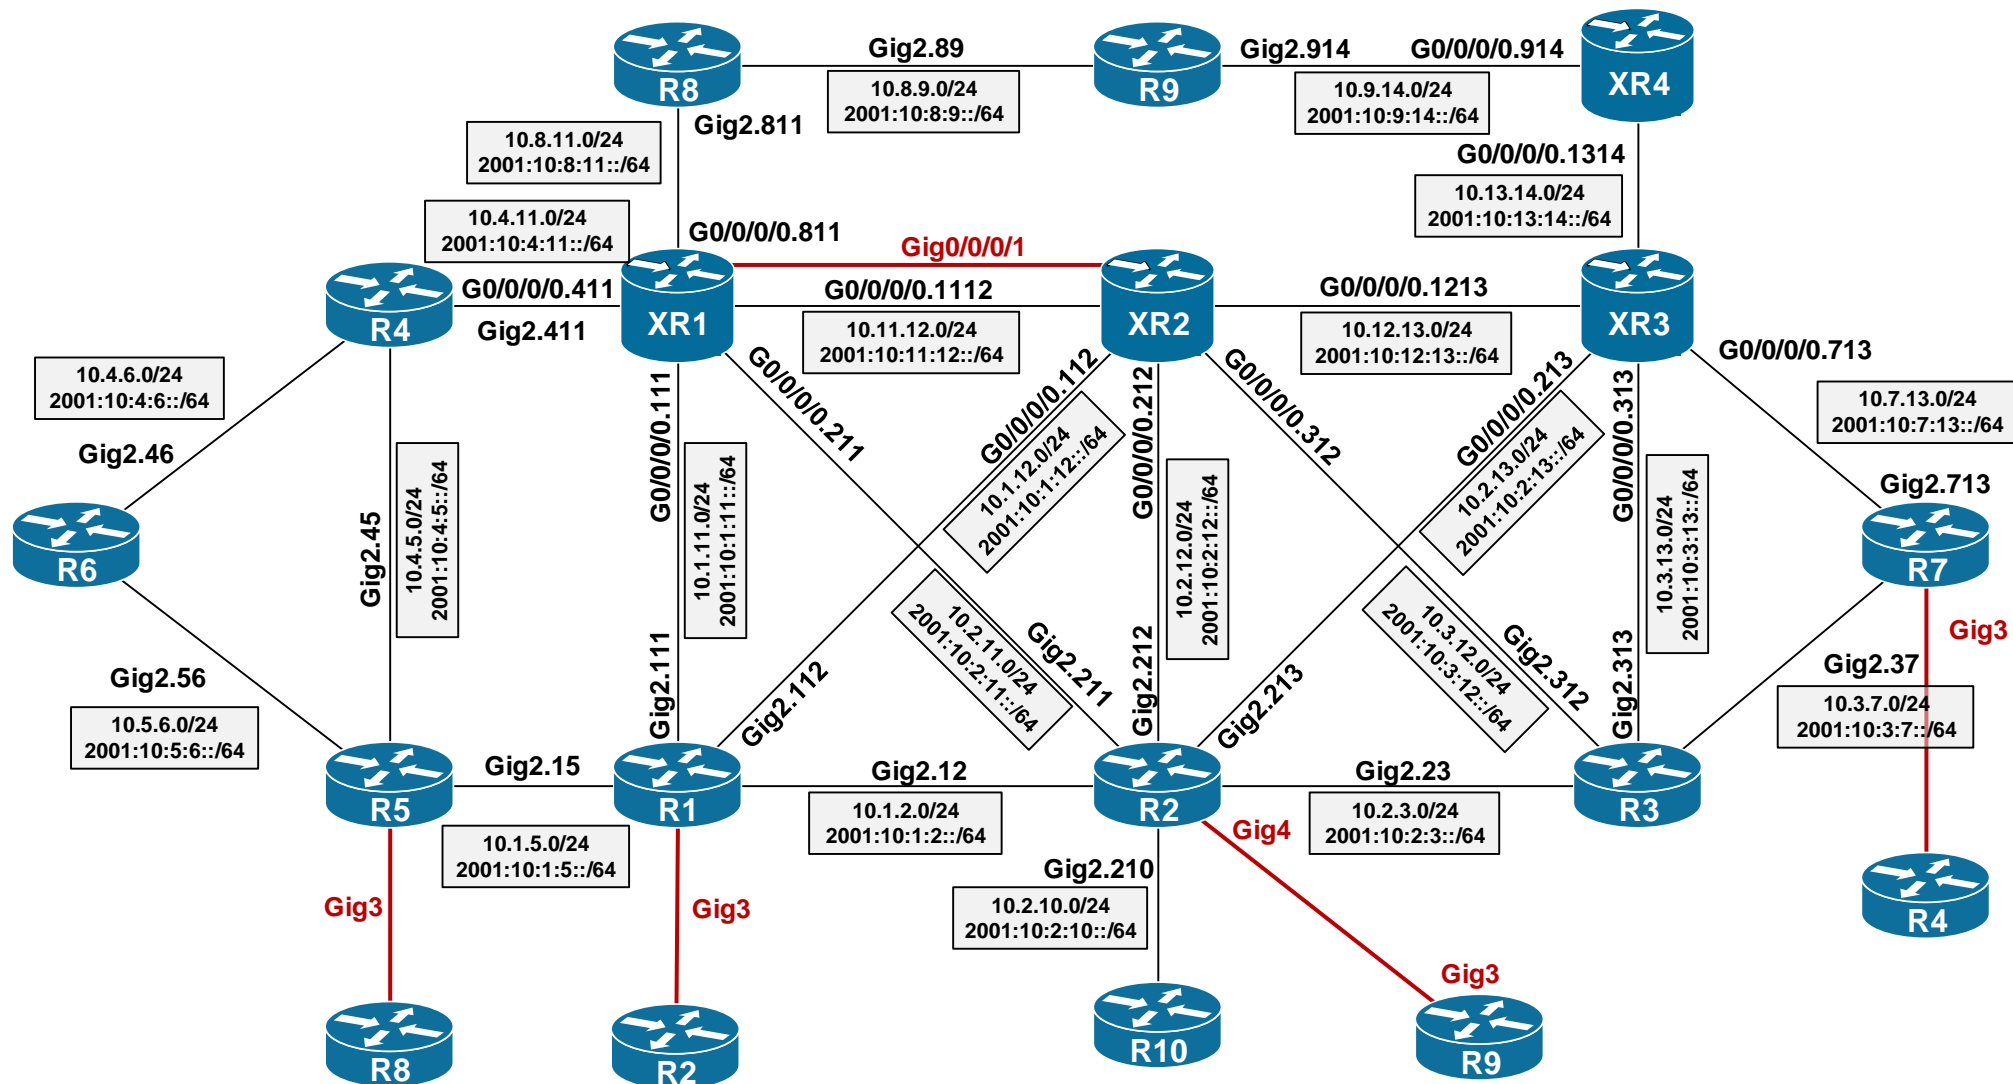 Gig2.89
Gig2.914
G0/0/0/0.914
R8
R9
XR4
10.8.9.0/24
2001:10:8:9::/64
10.9.14.0/24
2001:10:9:14::/64
Gig2.811
10.8.11.0/24
2001:10:8:11::/64
G0/0/0/0.1314
10.13.14.0/24
2001:10:13:14::/64
10.4.11.0/24
2001:10:4:11::/64
G0/0/0/0.811
Gig0/0/0/1
G0/0/0/0.411
G0/0/0/0.1112
G0/0/0/0.1213
R4
Gig2.411
XR1
XR2
XR3
10.11.12.0/24
2001:10:11:12::/64
10.12.13.0/24
2001:10:12:13::/64
G0/0/0/0.713
10.4.6.0/24
2001:10:4:6::/64
10.7.13.0/24
2001:10:7:13::/64
G0/0/0/0.111
G0/0/0/0.211
G0/0/0/0.112
G0/0/0/0.212
G0/0/0/0.312
G0/0/0/0.213
G0/0/0/0.313
Gig2.46
Gig2.45
10.4.5.0/24
2001:10:4:5::/64
10.1.11.0/24
2001:10:1:11::/64
10.1.12.0/24
2001:10:1:12::/64
10.2.12.0/24
2001:10:2:12::/64
10.2.13.0/24
2001:10:2:13::/64
10.3.13.0/24
2001:10:3:13::/64
Gig2.713
R6
R7
10.2.11.0/24
2001:10:2:11::/64
10.3.12.0/24
2001:10:3:12::/64
Gig3
Gig2.56
Gig2.111
Gig2.112
Gig2.211
Gig2.212
Gig2.213
Gig2.312
Gig2.313
Gig2.37
10.3.7.0/24
2001:10:3:7::/64
10.5.6.0/24
2001:10:5:6::/64
Gig2.15
Gig2.12
Gig2.23
R5
R1
R2
R3
10.1.5.0/24
2001:10:1:5::/64
10.1.2.0/24
2001:10:1:2::/64
Gig4
10.2.3.0/24
2001:10:2:3::/64
Gig2.210
10.2.10.0/24
2001:10:2:10::/64
Gig3
Gig3
R4
Gig3
R8
R2
R10
R9